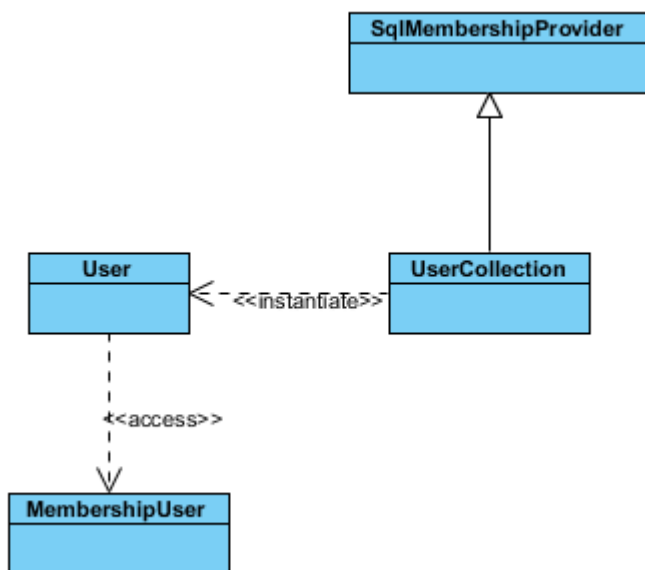 SqlMembershipProvider
User
UserCollection
<<instantiate>>
<<access>>
MembershipUser